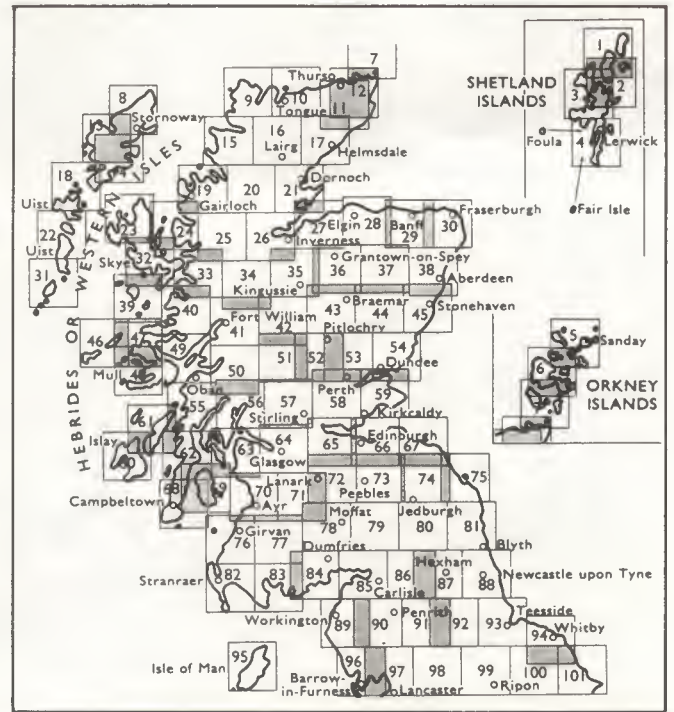 7
1
Thurso
SHETLAND
ISLANDS
8
9
10
12
2
Tongue
11
3
Stornoway
15
16
Lairg
17
Helmsdale
Foula
4
Lerwick
WESTERN ISLES
18
Dornoch
Uist
19
20
21
Gairloch
Fair Isle
Fraserburgh
22
23
24
25
26
27
Elgin
28
Banff
29
30
Uist
Inverness
Skye
32
Grantown-on-Spey
31
33
34
35
36
37
38
Aberdeen
Kingussie
39
40
Braemar
Stonehaven
Fort William
43
44
45
41
42
Pitlochry
5
Sanday
46
47
49
51
52
53
54
Dundee
6
Mull
48
50
Perth
ORKNEY
ISLANDS
Oban
59
55
56
57
58
Stirling
Kirkcaldy
HEBRIDES OR
Edinburgh
Islay
62
63
64
65
66
67
60
Glasgow
Lanark
72
73
74
75
Campbeltown
68
69
70
71
Peebles
Ayr
Moffat
Jedburgh
Girvan
78
79
80
81
76
77
Dumfries
Blyth
Hexham
Stranraer
82
83
84
85
86
87
88
Newcastle upon Tyne
Carlisle
Workington
89
90
Penrith
91
92
93
Teesside
94
Whitby
Isle of Man
95
96
97
98
99
100
101
Barrow-
in-Furness
Lancaster
Ripon